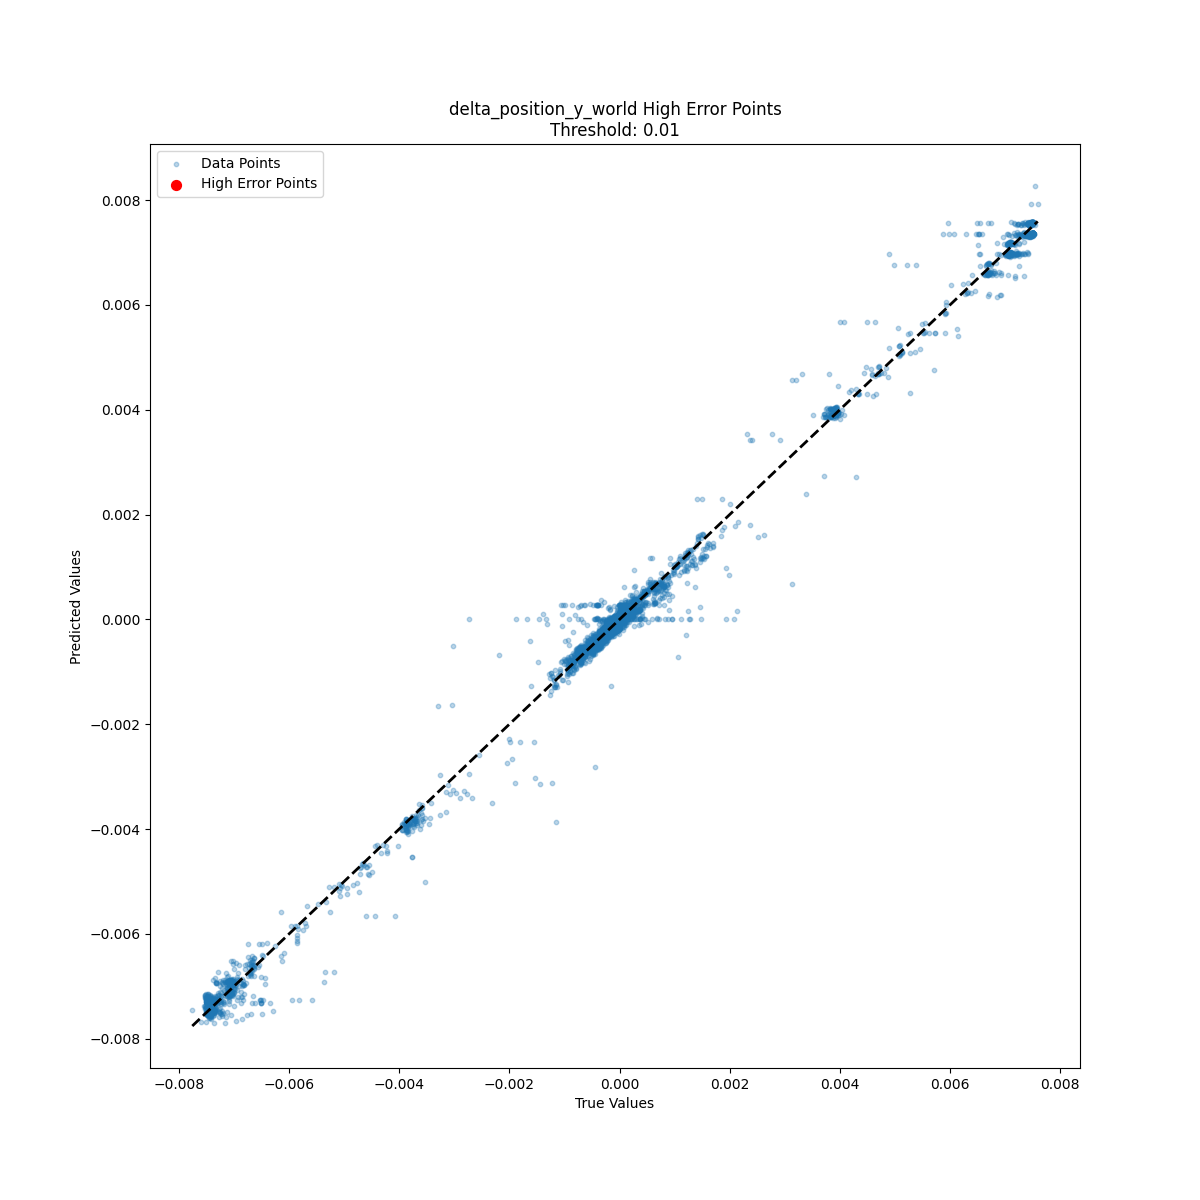 delta_position_y_world High Error Points
Threshold: 0.01
Data Points
High Error Points
0.008
0.006
0.004
0.002
0.000
−0.002
−0.004
−0.006
−0.008
Predicted Values
−0.008 −0.006 −0.004 −0.002 0.000 0.002 0.004 0.006 0.008
True Values